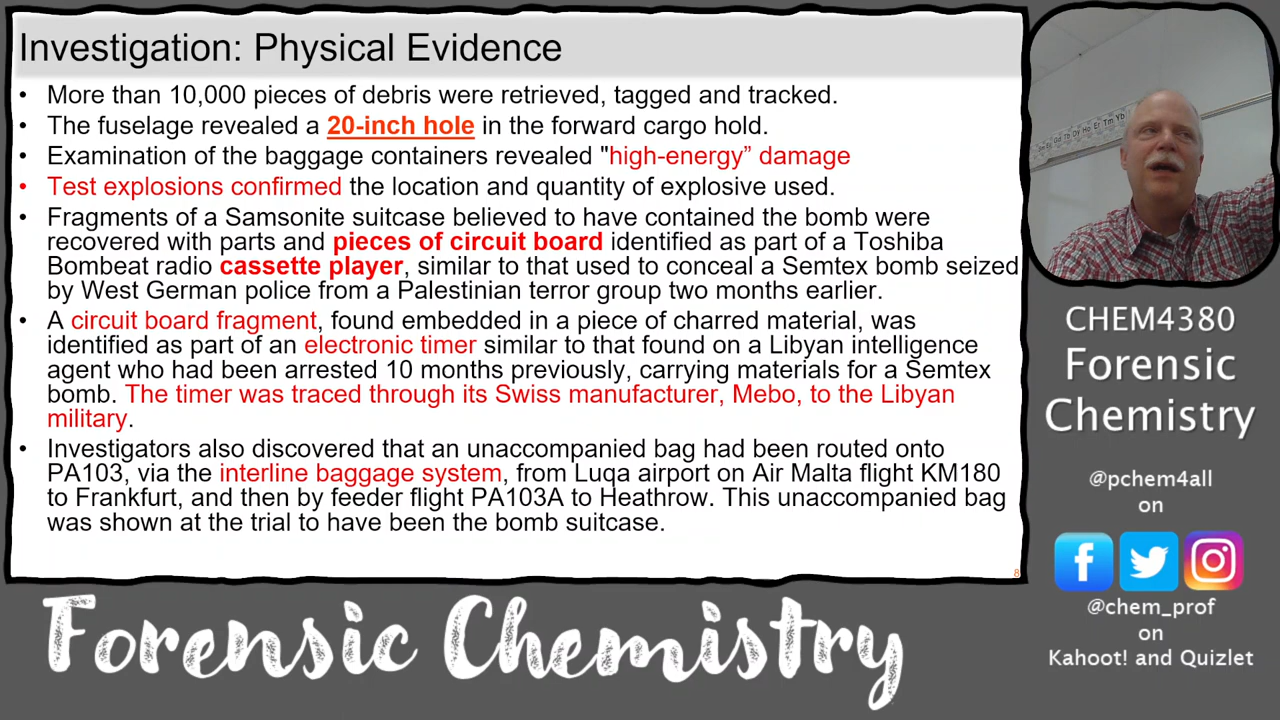 Investigation: Physical Evidence
• More than 10,000 pieces of debris were retrieved, tagged and tracked.
• The fuselage revealed a 20-inch hole in the forward cargo hold.
• Examination of the baggage containers revealed "high-energy” damage
• Test explosions confirmed the location and quantity of explosive used.
• Fragments of a Samsonite suitcase believed to have contained the bomb were
recovered with parts and pieces of circuit board identified as part of a Toshiba
Bombeat radio cassette player, similar to that used to conceal a Semtex bomb seized
by West German police from a Palestinian terror group two months earlier.
• A circuit board fragment, found embedded in a piece of charred material, was
identified as part of an electronic timer similar to that found on a Libyan intelligence
agent who had been arrested 10 months previously, carrying materials for a Semtex
bomb. The timer was traced through its Swiss manufacturer, Mebo, to the Libyan
military.
• Investigators also discovered that an unaccompanied bag had been routed onto
PA103, via the interline baggage system, from Luqa airport on Air Malta flight KM180
to Frankfurt, and then by feeder flight PA103A to Heathrow. This unaccompanied bag
was shown at the trial to have been the bomb suitcase.
8
Gd Tb Dy Ho Er Tm Yb
CHEM4380
Forensic
Chemistry
@pchem4all
on
@chem_prof
on
Kahoot! and Quizlet
Forensic Chemistry